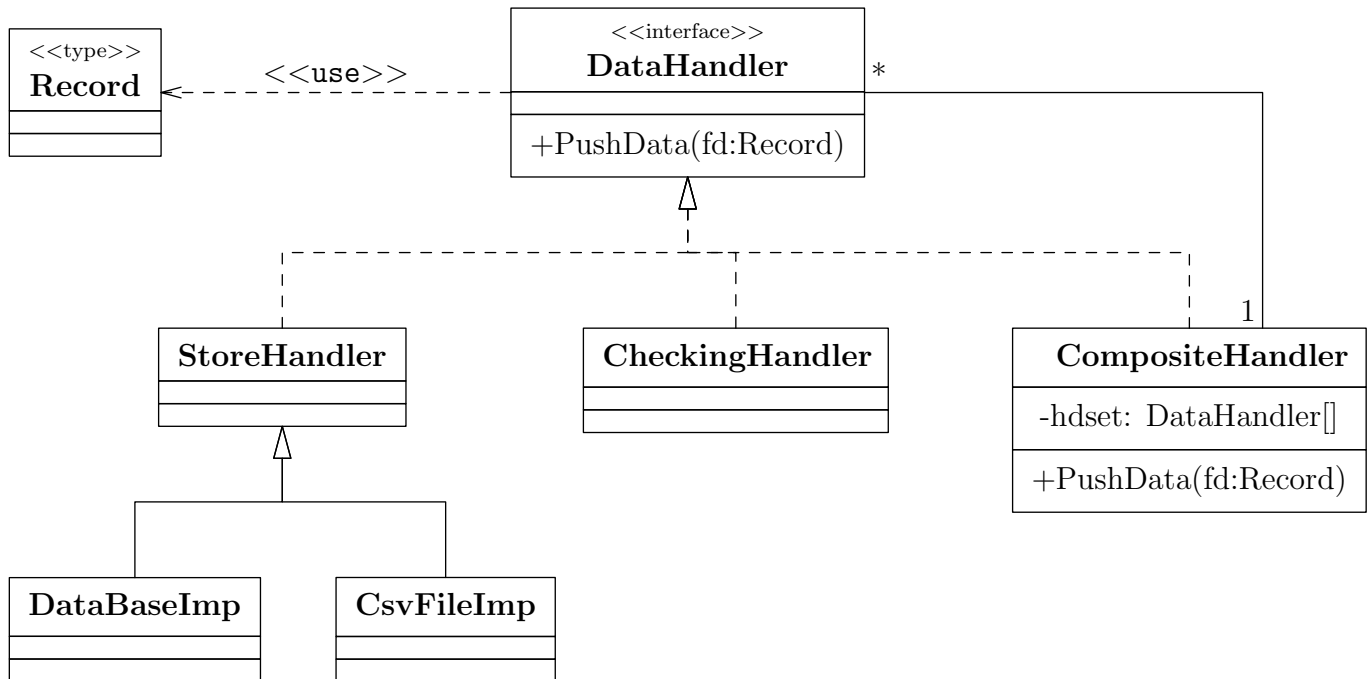 <<type>>
Record
<<use>>
<<interface>>
DataHandler
+PushData(fd:Record)
*
1
StoreHandler
CheckingHandler
CompositeHandler
-hdset: DataHandler[]
+PushData(fd:Record)
DataBaseImp
CsvFileImp